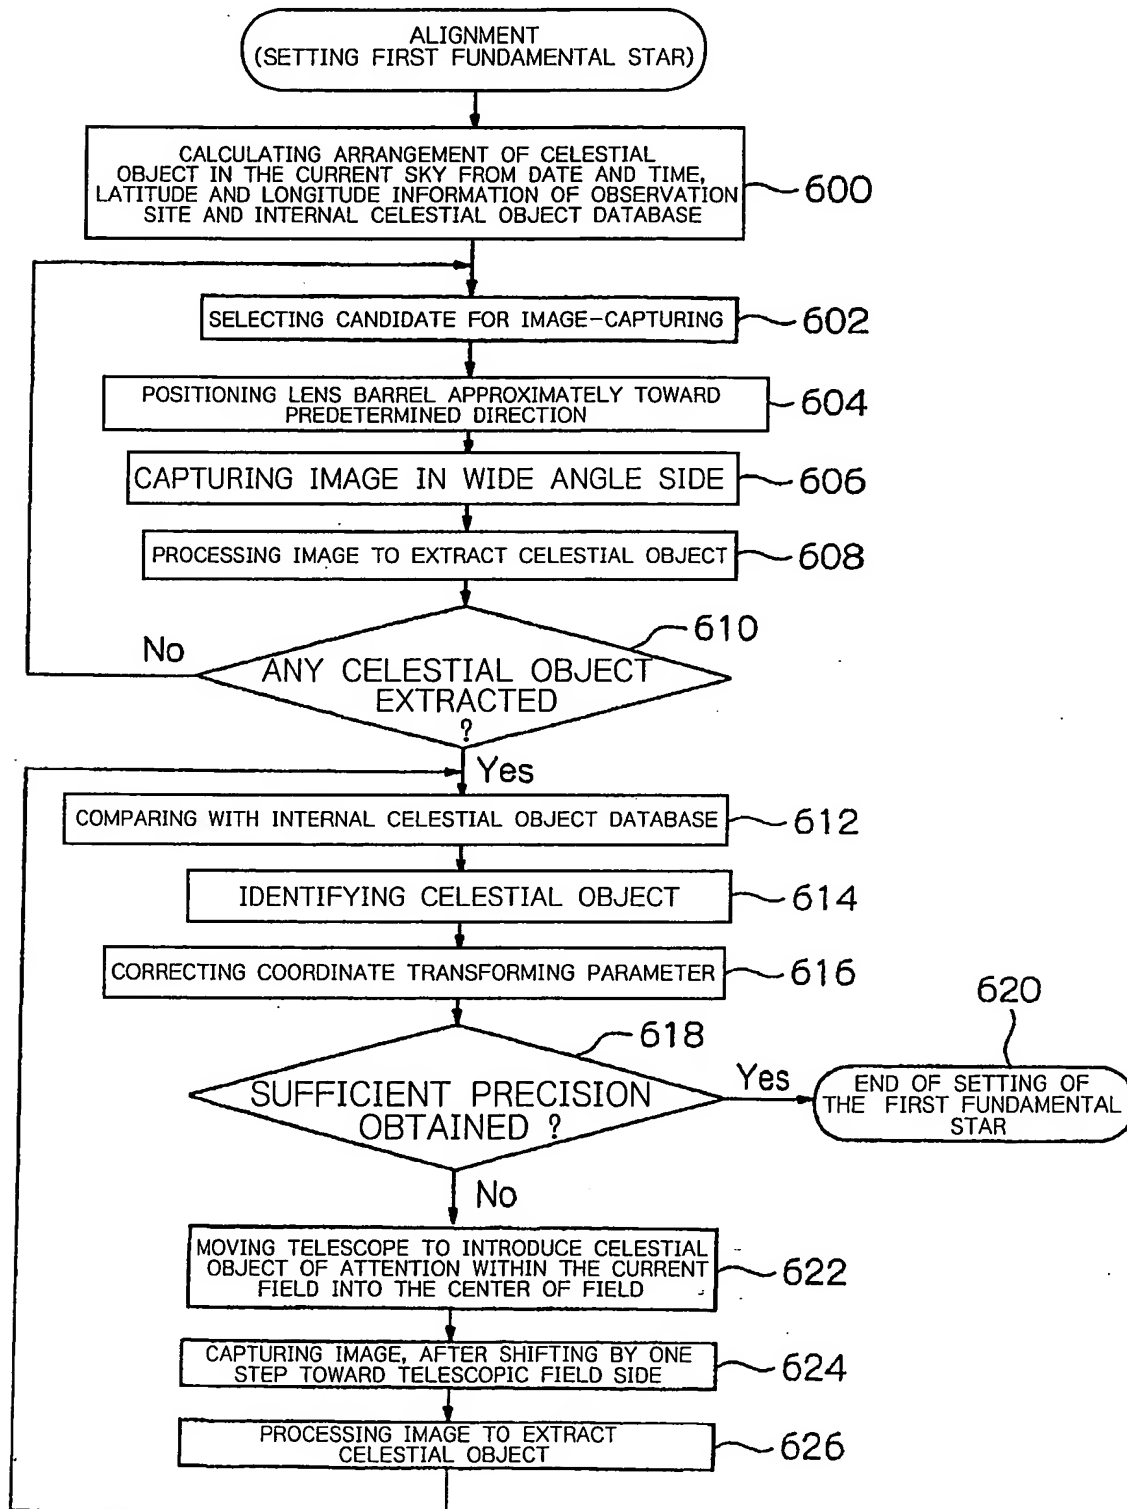 ALIGNMENT
(SETTING FIRST FUNDAMENTAL STAR)
CALCULATING ARRANGEMENT OF CELESTIAL
OBJECT IN THE CURRENT SKY FROM DATE AND TIME,
LATITUDE AND LONGITUDE INFORMATION OF OBSERVATION
SITE AND INTERNAL CELESTIAL OBJECT DATABASE
600
SELECTING CANDIDATE FOR IMAGE-CAPTURING
602
POSITIONING LENS BARREL APPROXIMATELY TOWARD
PREDETERMINED DIRECTION
604
CAPTURING IMAGE IN WIDE ANGLE SIDE
606
PROCESSING IMAGE TO EXTRACT CELESTIAL OBJECT
608
610
No
ANY CELESTIAL OBJECT
EXTRACTED
?
Yes
COMPARING WITH INTERNAL CELESTIAL OBJECT DATABASE
612
IDENTIFYING CELESTIAL OBJECT
614
CORRECTING COORDINATE TRANSFORMING PARAMETER
616
618
SUFFICIENT PRECISION
OBTAINED ?
Yes
620
END OF SETTING OF
THE FIRST FUNDAMENTAL
STAR
No
MOVING TELESCOPE TO INTRODUCE CELESTIAL
OBJECT OF ATTENTION WITHIN THE CURRENT
FIELD INTO THE CENTER OF FIELD
622
CAPTURING IMAGE, AFTER SHIFTING BY ONE
STEP TOWARD TELESCOPIC FIELD SIDE
624
PROCESSING IMAGE TO EXTRACT
CELESTIAL OBJECT
626